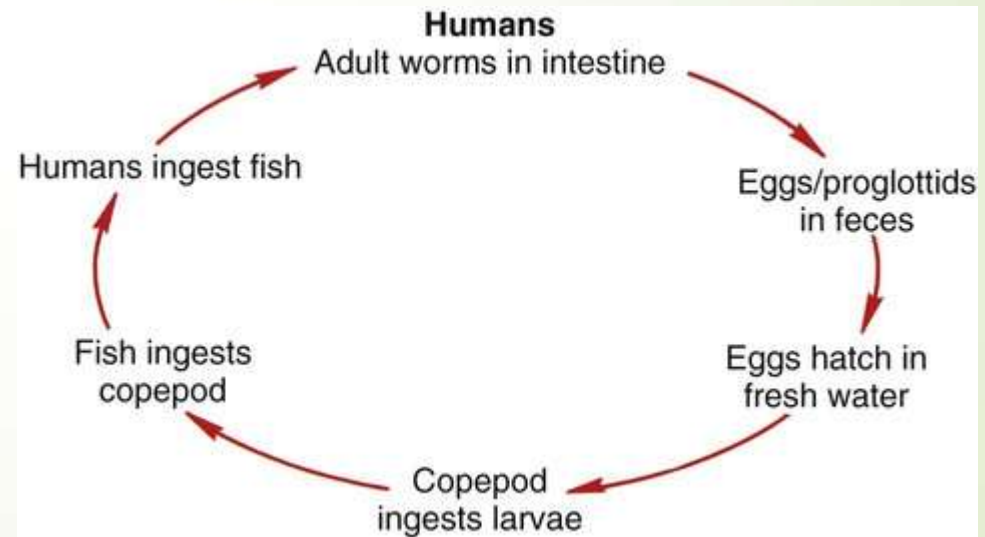 Humans
Adult worms in intestine
Eggs/proglottids
in feces
Eggs hatch in
fresh water
Copepod
ingests larvae
Fish ingests
copepod
Humans ingest fish